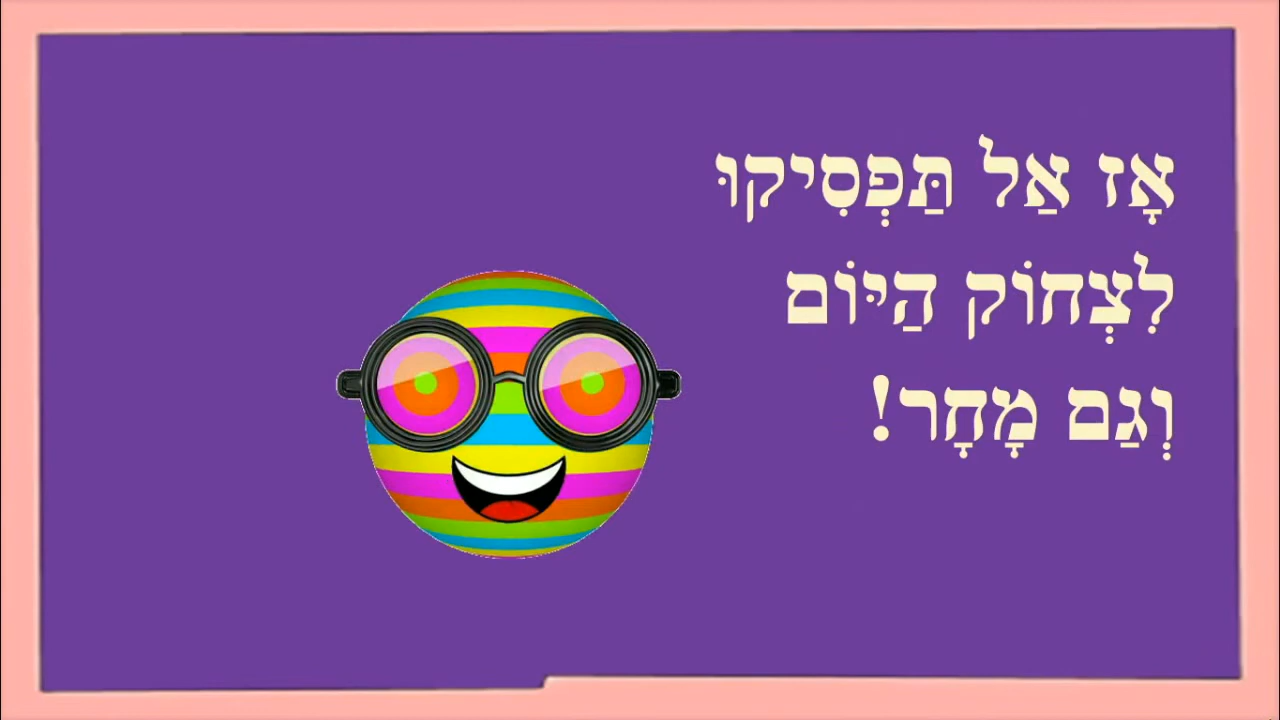 אָז אַל תַּפְסִיקוּ
לִצְחוֹק הַיּוֹם
וְגַם מָחָר!